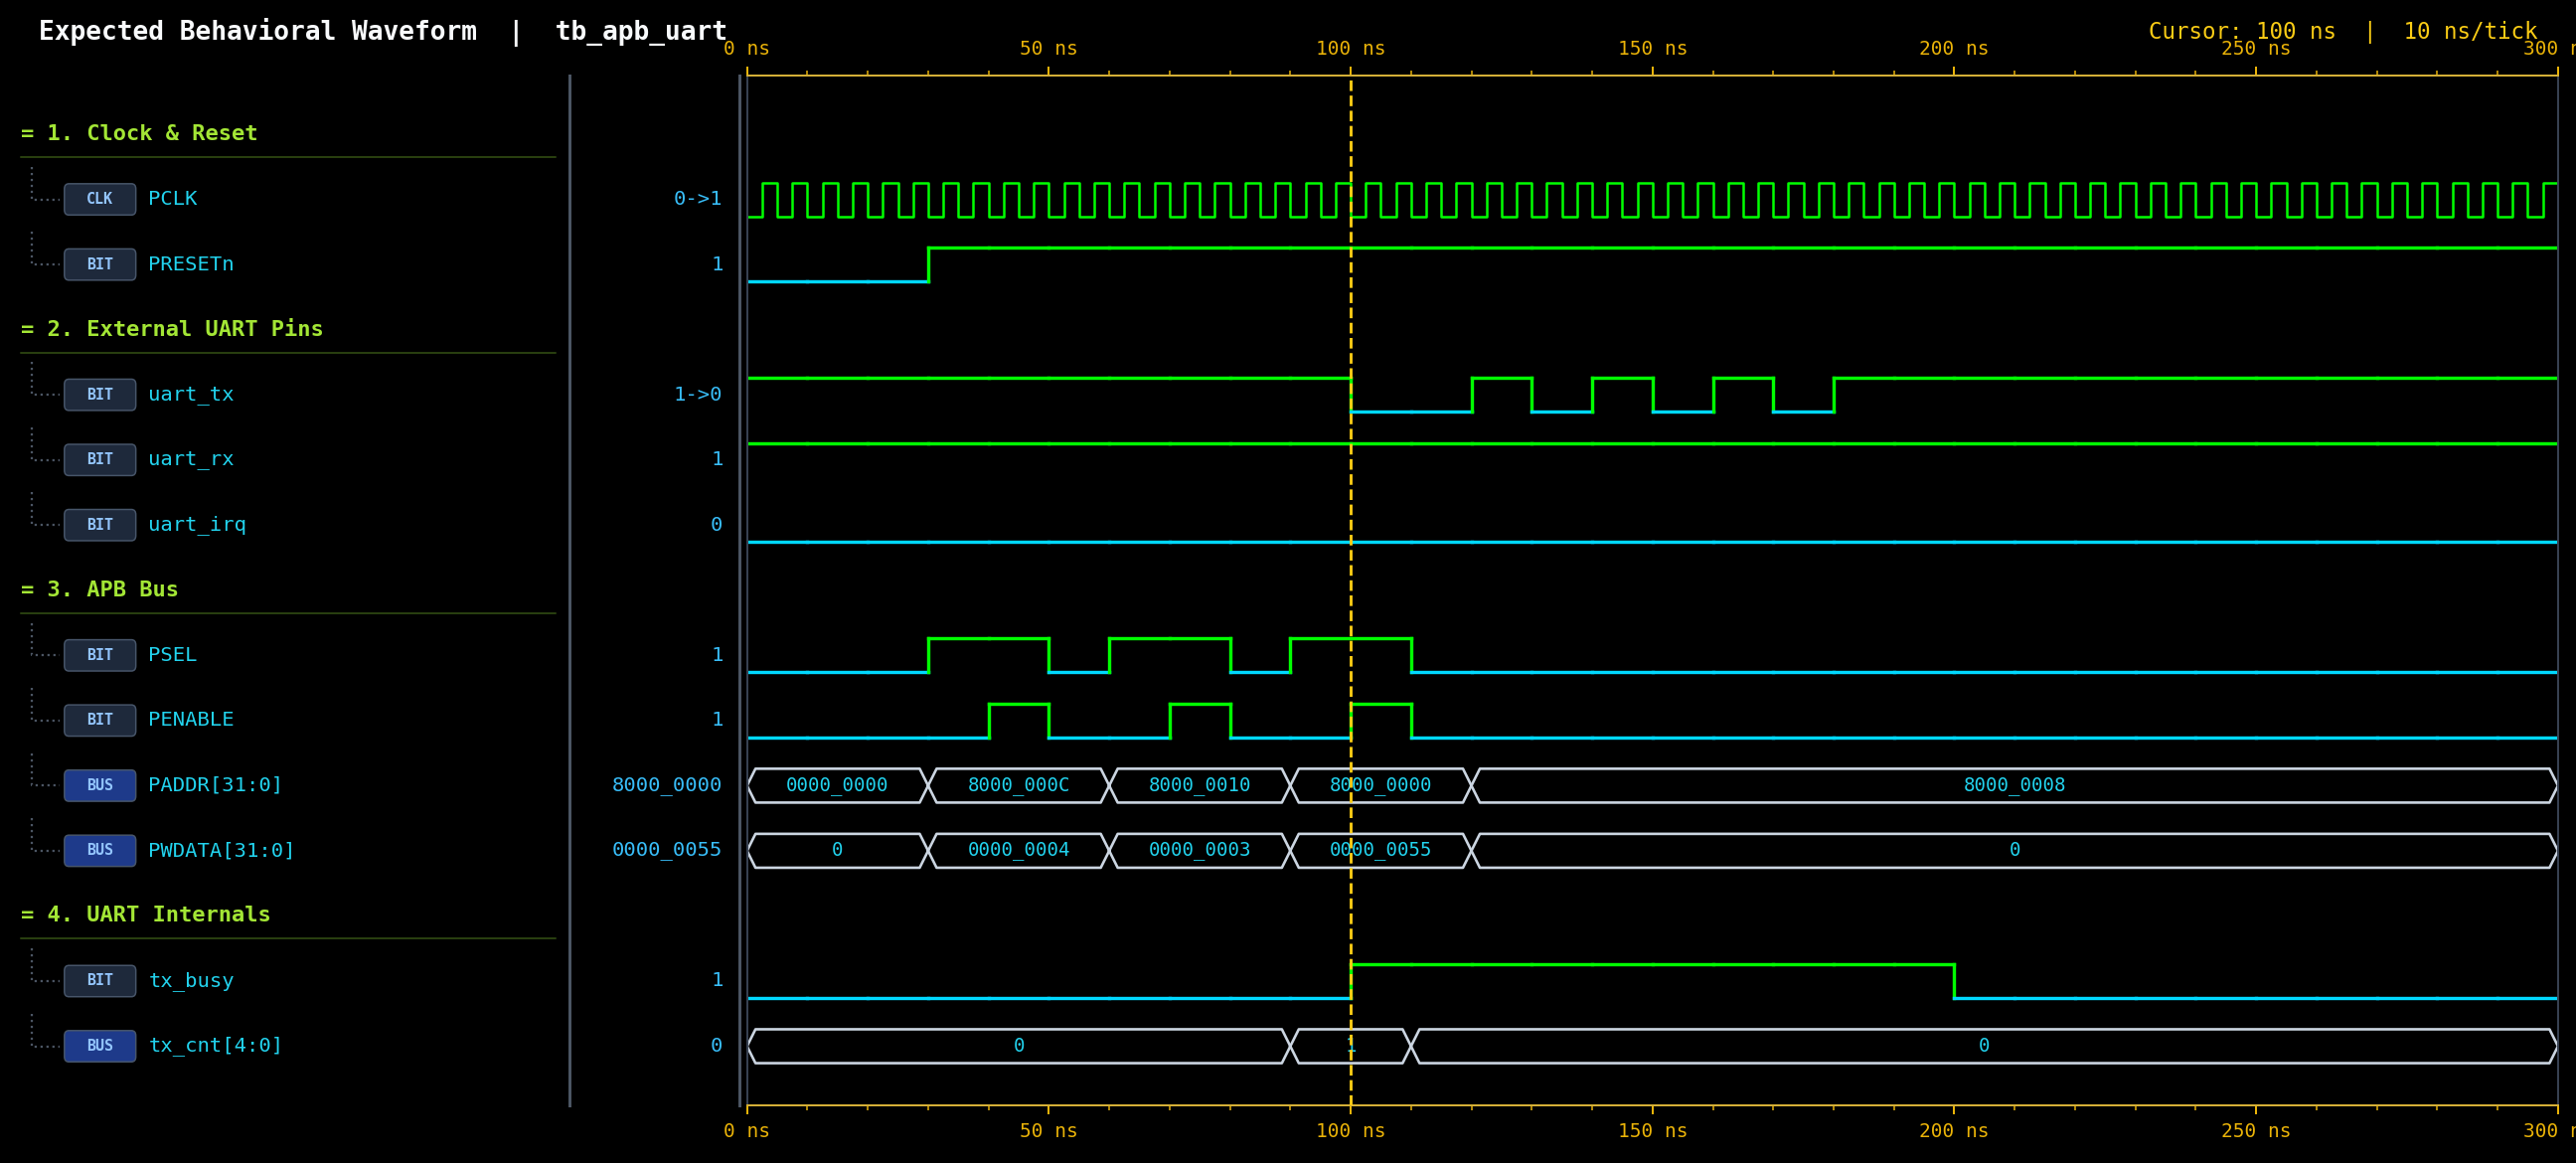 Expected Behavioral Waveform | tb_apb_uart
Cursor: 100 ns | 10 ns/tick
0 ns 50 ns 100 ns 150 ns 200 ns 250 ns 300 n
= 1. Clock & Reset
CLK PCLK 0->1
BIT PRESETn 1
= 2. External UART Pins
BIT uart_tx 1->0
BIT uart_rx 1
BIT uart_irq 0
= 3. APB Bus
BIT PSEL 1
BIT PENABLE 1
BUS PADDR[31:0] 8000_0000 0000_0000 8000_000C 8000_0010 8000_0000 8000_0008
BUS PWDATA[31:0] 0000_0055 0 0000_0004 0000_0003 0000_0055 0
= 4. UART Internals
BIT tx_busy 1
BUS tx_cnt[4:0] 0 0 1 0
0 ns 50 ns 100 ns 150 ns 200 ns 250 ns 300 n